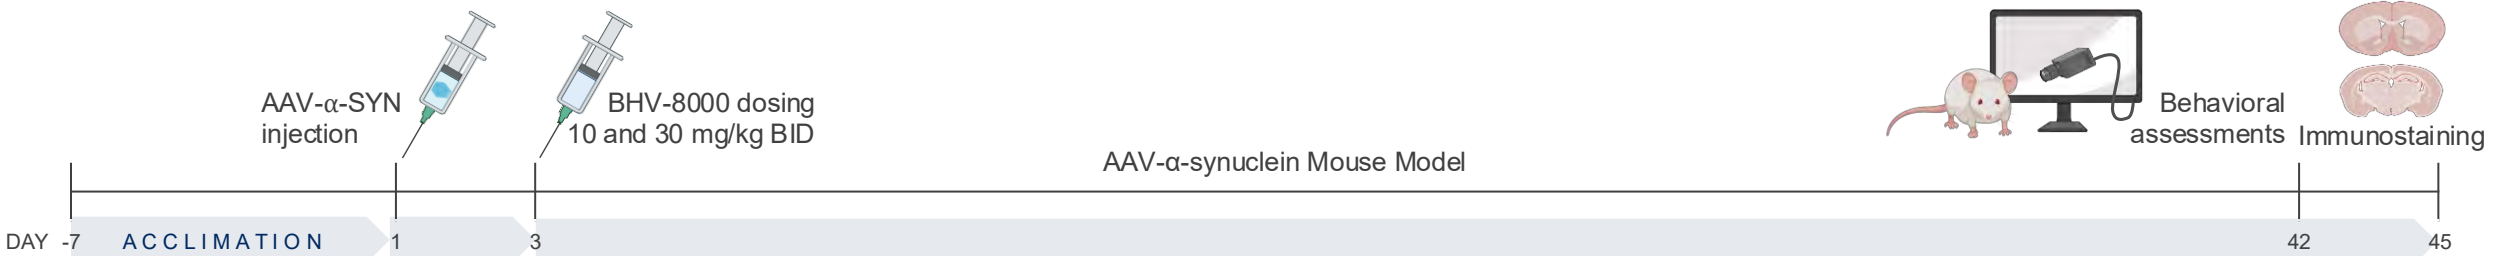 AAV-α-SYN
injection
BHV-8000 dosing
10 and 30 mg/kg BID
AAV-α-synuclein Mouse Model
Behavioral
assessments
Immunostaining
DAY -7 ACCLIMATION 1 3 42 45